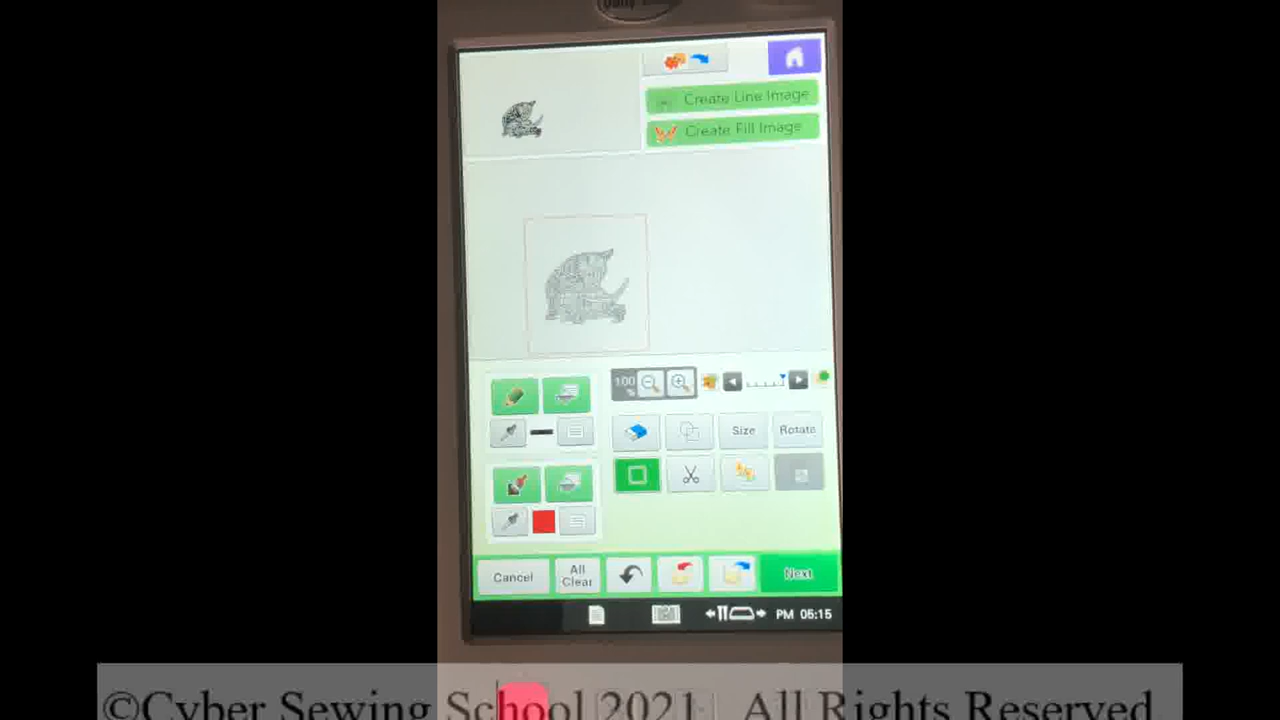 Create Line Image
Create Fill Image
100
%
Size
Rotate
Cancel
All
Clear
Next
PM 05:15
©Cyber Sewing School 2021 All Rights Reserved